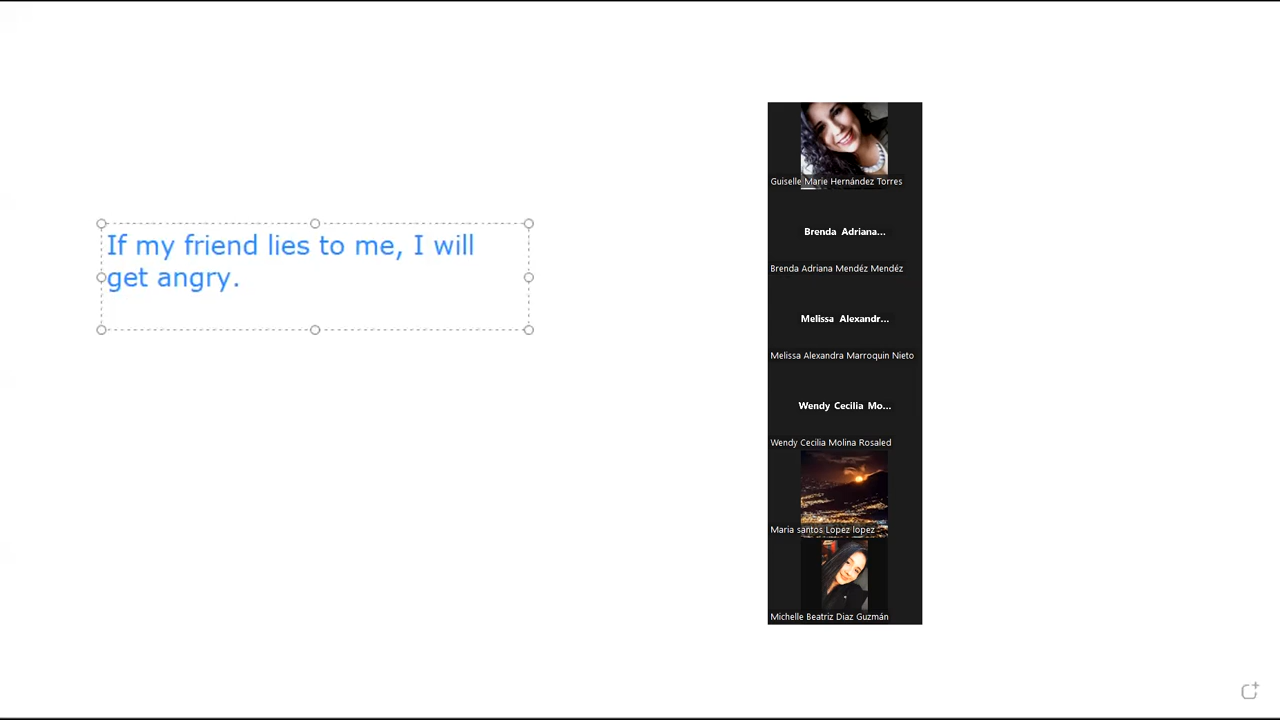 If my friend lies to me, I will
get angry.
Guiselle Marie Hernández Torres
Brenda Adriana...
Brenda Adriana Mendéz Mendéz
Melissa Alexandr...
Melissa Alexandra Marroquin Nieto
Wendy Cecilia Mo...
Wendy Cecilia Molina Rosaled
Maria santos Lopez lopez
Michelle Beatriz Diaz Guzmán